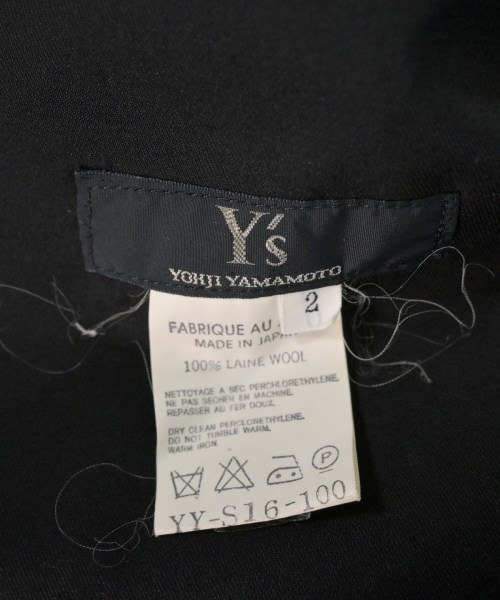 Y's
YOHJI YAMAMOTO
2
FABRIQUE AU
MADE IN JAPAN
100% LAINE WOOL
NETTOYAGE A SEC PERCHLORETHYLENE.
NE PAS SECHER EN MACHINE.
REPASSER AU FER DOUX.
DRY CLEAN PERCLORETHYLENE.
DO NOT TUMBLE WARM.
WARM IRON.
P
YY-S16-100